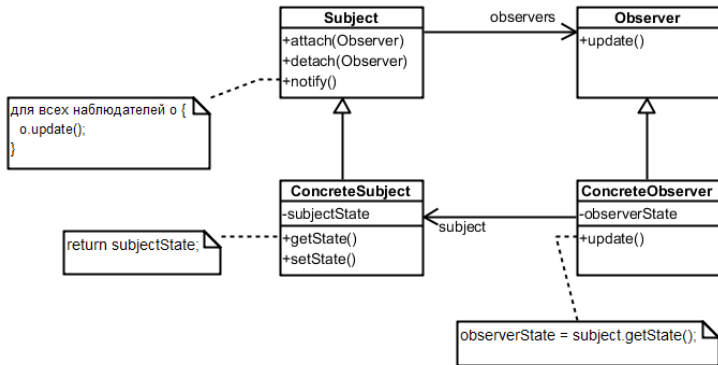 Subject
+attach(Observer)
+detach(Observer)
+notify()
observers
Observer
+update()
для всех наблюдателей o {
o.update();
}
ConcreteSubject
-subjectState
+getState()
+setState()
subject
ConcreteObserver
-observerState
+update()
return subjectState;
observerState = subject.getState();